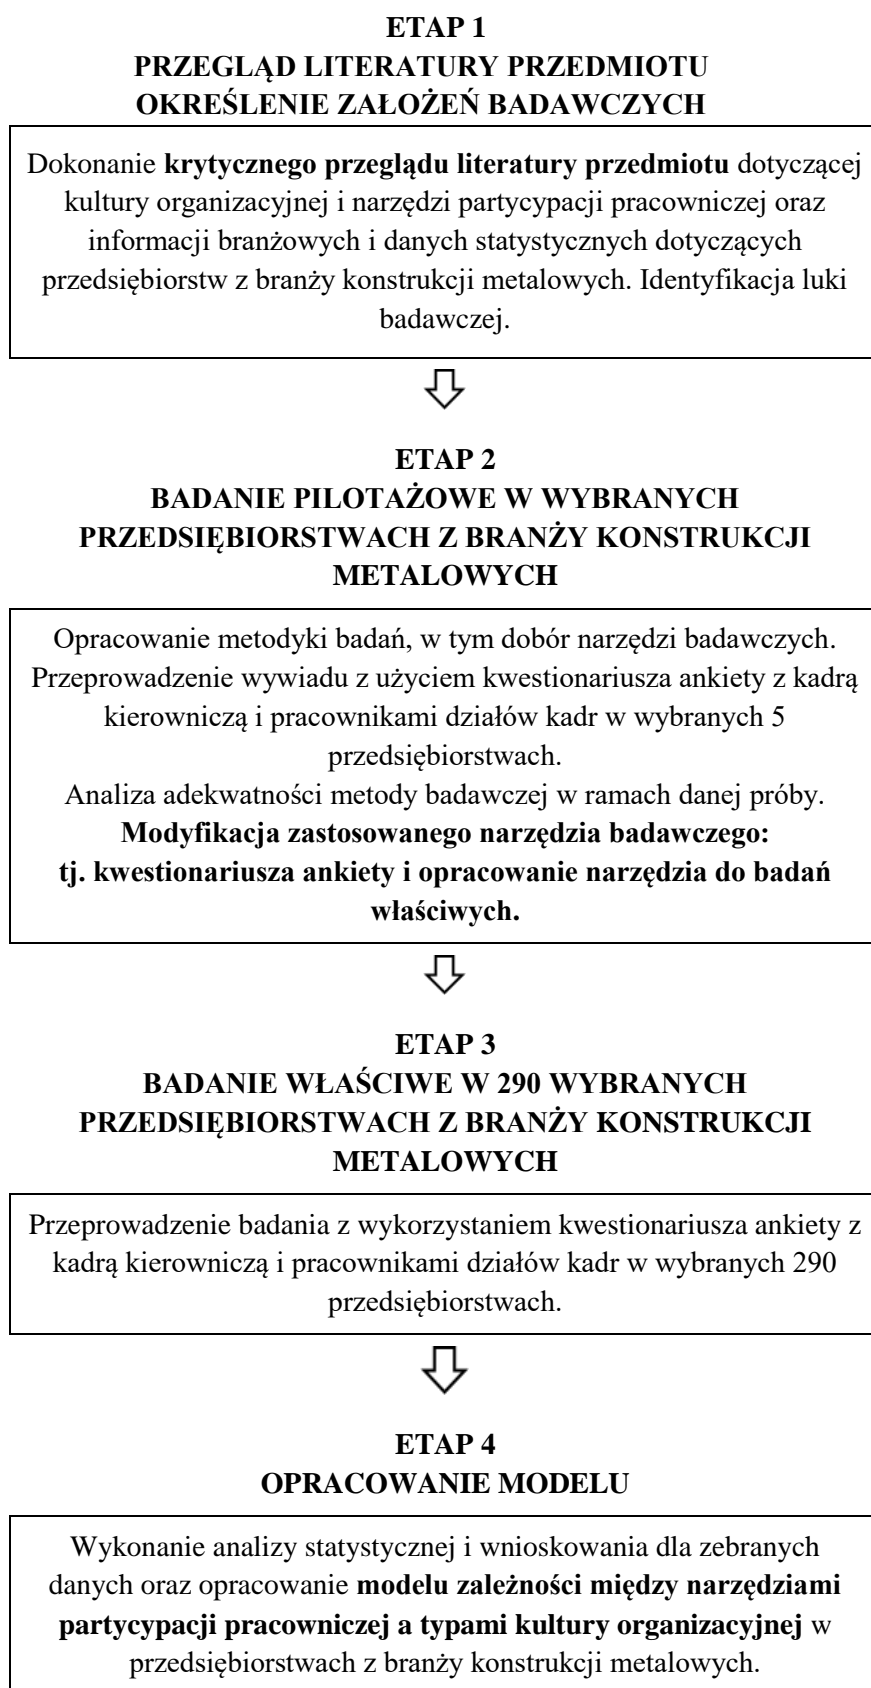 ETAP 1
PRZEGLĄD LITERATURY PRZEDMIOTU
OKREŚLENIE ZAŁOŻEŃ BADAWCZYCH
Dokonanie krytycznego przeglądu literatury przedmiotu dotyczącej
kultury organizacyjnej i narzędzi partycypacji pracowniczej oraz
informacji branżowych i danych statystycznych dotyczących
przedsiębiorstw z branży konstrukcji metalowych. Identyfikacja luki
badawczej.
ETAP 2
BADANIE PILOTAŻOWE W WYBRANYCH
PRZEDSIĘBIORSTWACH Z BRANŻY KONSTRUKCJI
METALOWYCH
Opracowanie metodyki badań, w tym dobór narzędzi badawczych.
Przeprowadzenie wywiadu z użyciem kwestionariusza ankiety z kadrą
kierowniczą i pracownikami działów kadr w wybranych 5
przedsiębiorstwach.
Analiza adekwatności metody badawczej w ramach danej próby.
Modyfikacja zastosowanego narzędzia badawczego:
tj. kwestionariusza ankiety i opracowanie narzędzia do badań
właściwych.
ETAP 3
BADANIE WŁAŚCIWE W 290 WYBRANYCH
PRZEDSIĘBIORSTWACH Z BRANŻY KONSTRUKCJI
METALOWYCH
Przeprowadzenie badania z wykorzystaniem kwestionariusza ankiety z
kadrą kierowniczą i pracownikami działów kadr w wybranych 290
przedsiębiorstwach.
ETAP 4
OPRACOWANIE MODELU
Wykonanie analizy statystycznej i wnioskowania dla zebranych
danych oraz opracowanie modelu zależności między narzędziami
partycypacji pracowniczej a typami kultury organizacyjnej w
przedsiębiorstwach z branży konstrukcji metalowych.